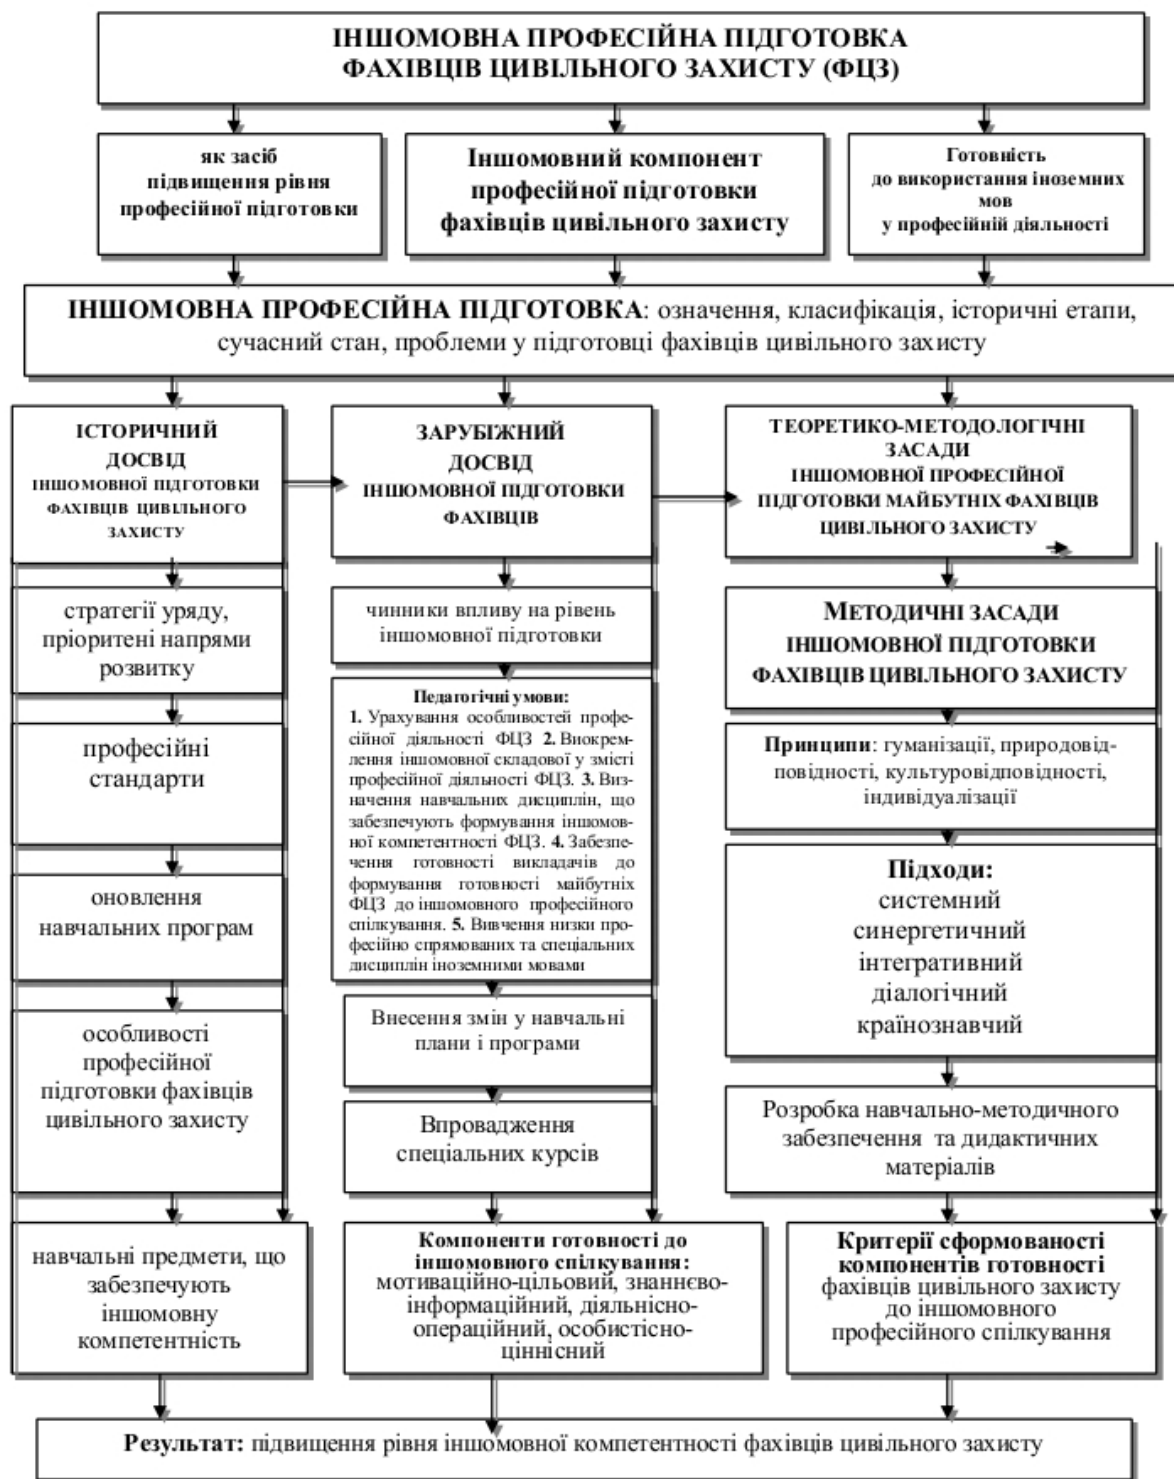 ІНШОМОВНА ПРОФЕСІЙНА ПІДГОТОВКА
ФАХІВЦІВ ЦИВІЛЬНОГО ЗАХИСТУ (ФЦЗ)
як засіб
підвищення рівня
професійної підготовки
Іншомовний компонент
професійної підготовки
фахівців цивільного захисту
Готовність
до використання іноземних
мов
у професійній діяльності
ІНШОМОВНА ПРОФЕСІЙНА ПІДГОТОВКА: означення, класифікація, історичні етапи,
сучасний стан, проблеми у підготовці фахівців цивільного захисту
ІСТОРИЧНИЙ
ДОСВІД
ІНШОМОВНОЇ ПІДГОТОВКИ
ФАХІВЦІВ ЦИВІЛЬНОГО
ЗАХИСТУ
стратегії уряду,
пріоритені напрями
розвитку
професійні
стандарти
оновлення
навчальних програм
особливості
професійної
підготовки фахівців
цивільного захисту
навчальні предмети, що
забезпечують
іншомовну
компетентність
ЗАРУБІЖНИЙ
ДОСВІД
ІНШОМОВНОЇ ПІДГОТОВКИ
ФАХІВЦІВ
чинники впливу на рівень
іншомовної підготовки
Педагогічні умови:
1. Урахування особливостей профе-
сійної діяльності ФЦЗ 2. Виокрем-
лення іншомовної складової у змісті
професійної діяльності ФЦЗ. 3. Виз-
начення навчальних дисциплін, що
забезпечують формування іншомов-
ної компетентності ФЦЗ. 4. Забезпе-
чення готовності викладачів до
формування готовності майбутніх
ФЦЗ до іншомовного професійного
спілкування. 5. Вивчення низки про-
фесійно спрямованих та спеціальних
дисциплін іноземними мовами
Внесення змін у навчальні
плани і програми
Впровадження
спеціальних курсів
Компоненти готовності до
іншомовного спілкування:
мотиваційно-цільовий, знаннєво-
інформаційний, діяльнісно-
операційний, особистісно-
ціннісний
ТЕОРЕТИКО-МЕТОДОЛОГІЧНІ
ЗАСАДИ
ІНШОМОВНОЇ ПРОФЕСІЙНОЇ
ПІДГОТОВКИ МАЙБУТНІХ ФАХІВЦІВ
ЦИВІЛЬНОГО ЗАХИСТУ
МЕТОДИЧНІ ЗАСАДИ
ІНШОМОВНОЇ ПІДГОТОВКИ
ФАХІВЦІВ ЦИВІЛЬНОГО ЗАХИСТУ
Принципи: гуманізації, природовід-
повідності, культуровідповідності,
індивідуалізації
Підходи:
системний
синергетичний
інтегративний
діалогічний
країнознавчий
Розробка навчально-методичного
забезпечення та дидактичних
матеріалів
Критерії сформованості
компонентів готовності
фахівців цивільного захисту
до іншомовного
професійного спілкування
Результат: підвищення рівня іншомовної компетентності фахівців цивільного захисту